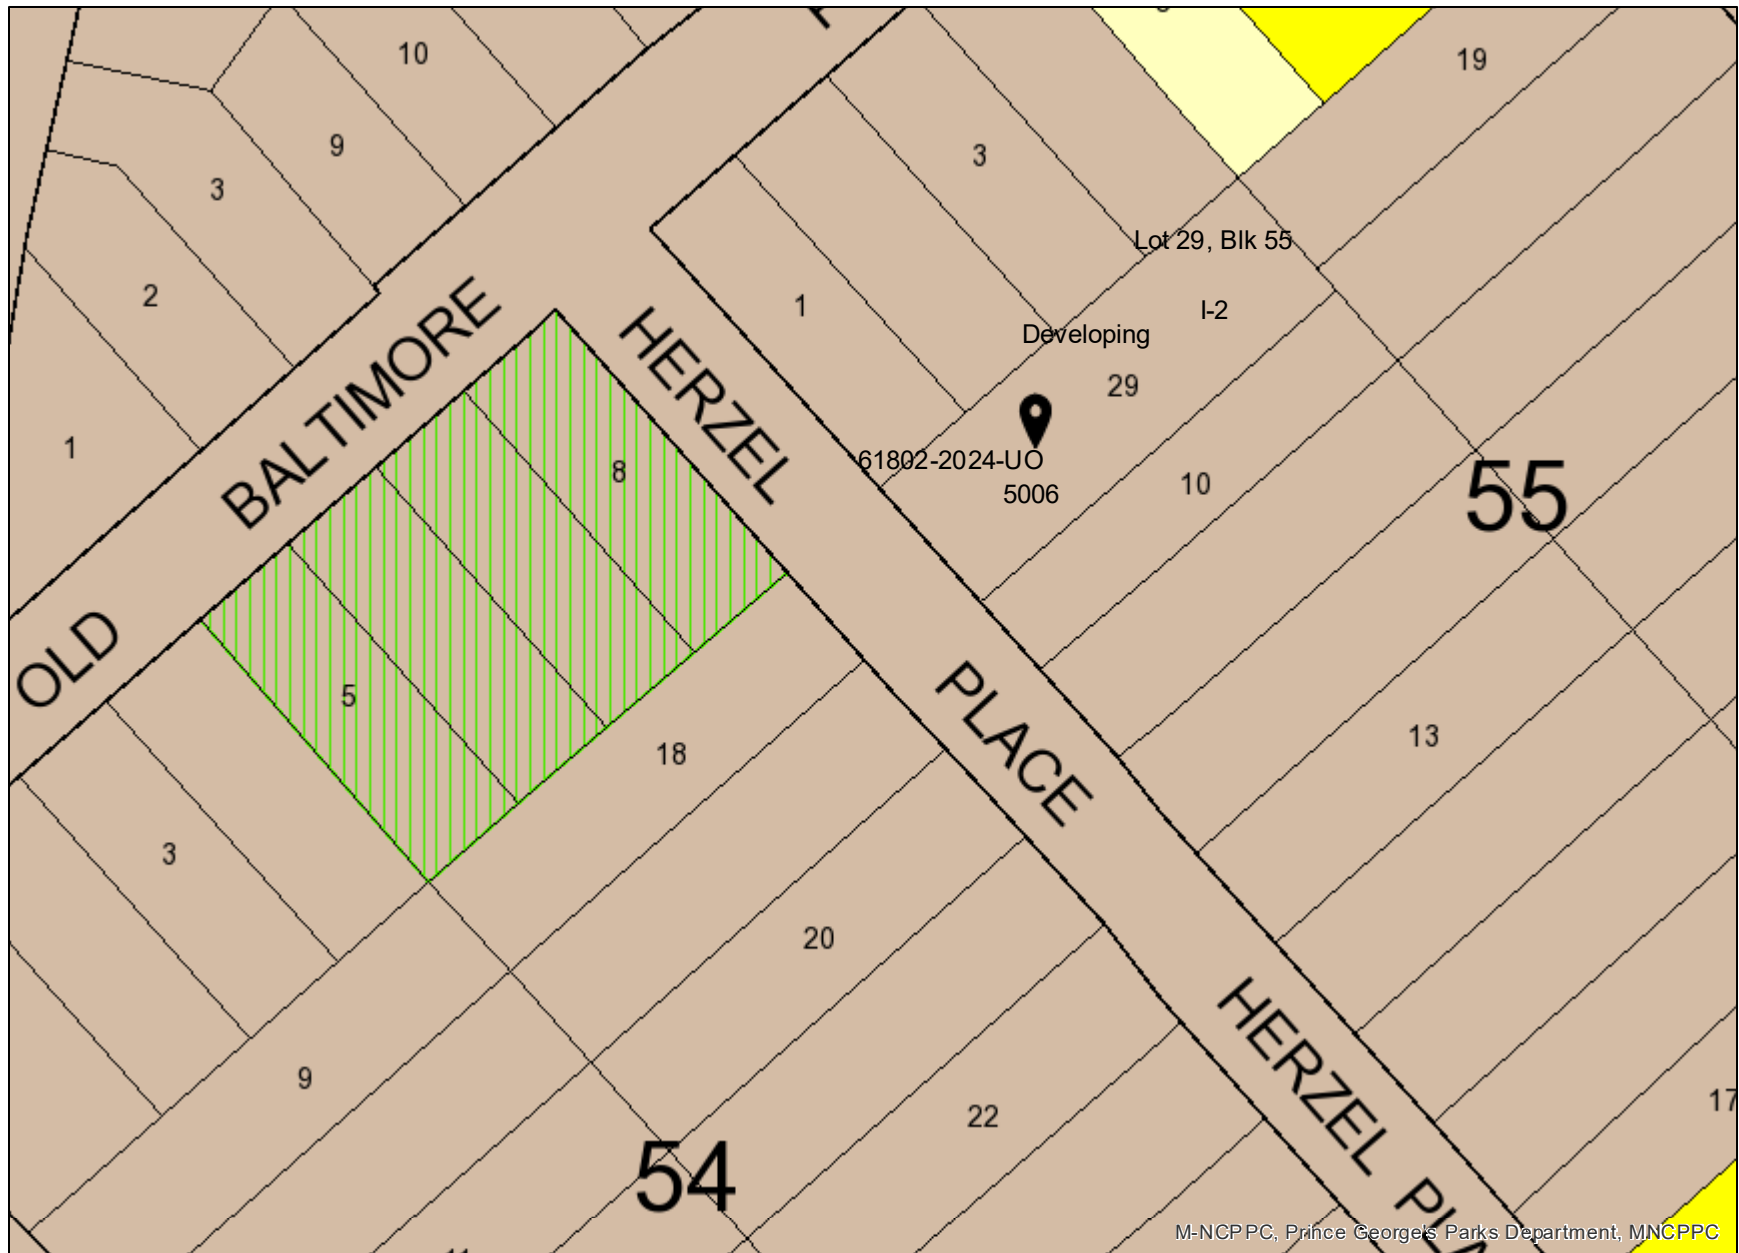 10
19
9
3
3
2
Lot 29, Blk 55
1
I-2
Developing
29
BALTIMORE
HERZEL
1
8
61802-2024-UO
5006
10
55
OLD
5
18
PLACE
13
3
20
HERZEL
9
22
17
54
M-NCPPC, Prince George's Parks Department, MNCPPC